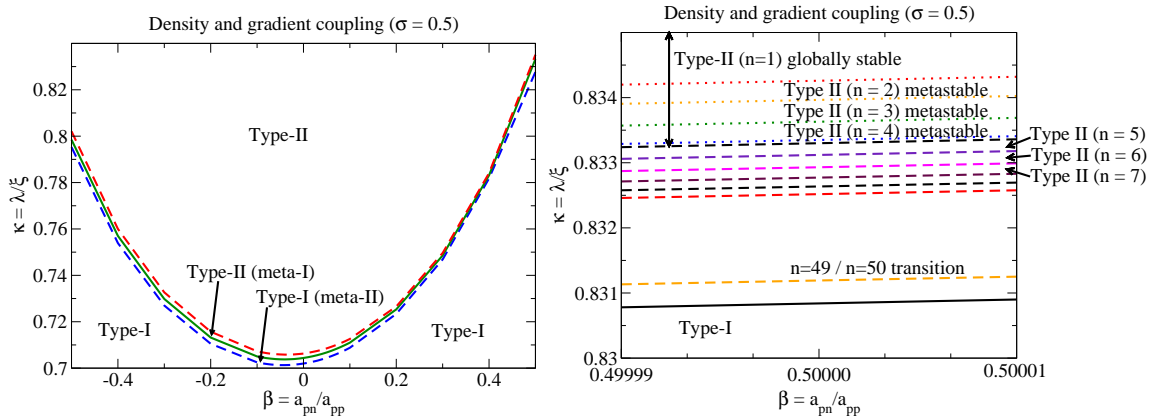 Density and gradient coupling (σ = 0.5)
κ = λ/ξ
0.82
0.8
0.78
0.76
0.74
0.72
0.7
Type-II
Type-II (meta-I)
Type-I (meta-II)
Type-I
Type-I
-0.4
-0.2
0
0.2
0.4
β = a_pn/a_pp
Density and gradient coupling (σ = 0.5)
κ = λ/ξ
0.834
0.833
0.832
0.831
0.83
Type-II (n=1) globally stable
Type II (n = 2) metastable
Type II (n = 3) metastable
Type II (n = 4) metastable
Type II (n = 5)
Type II (n = 6)
Type II (n = 7)
n=49 / n=50 transition
Type-I
0.49999
0.50000
0.50001
β = a_pn/a_pp